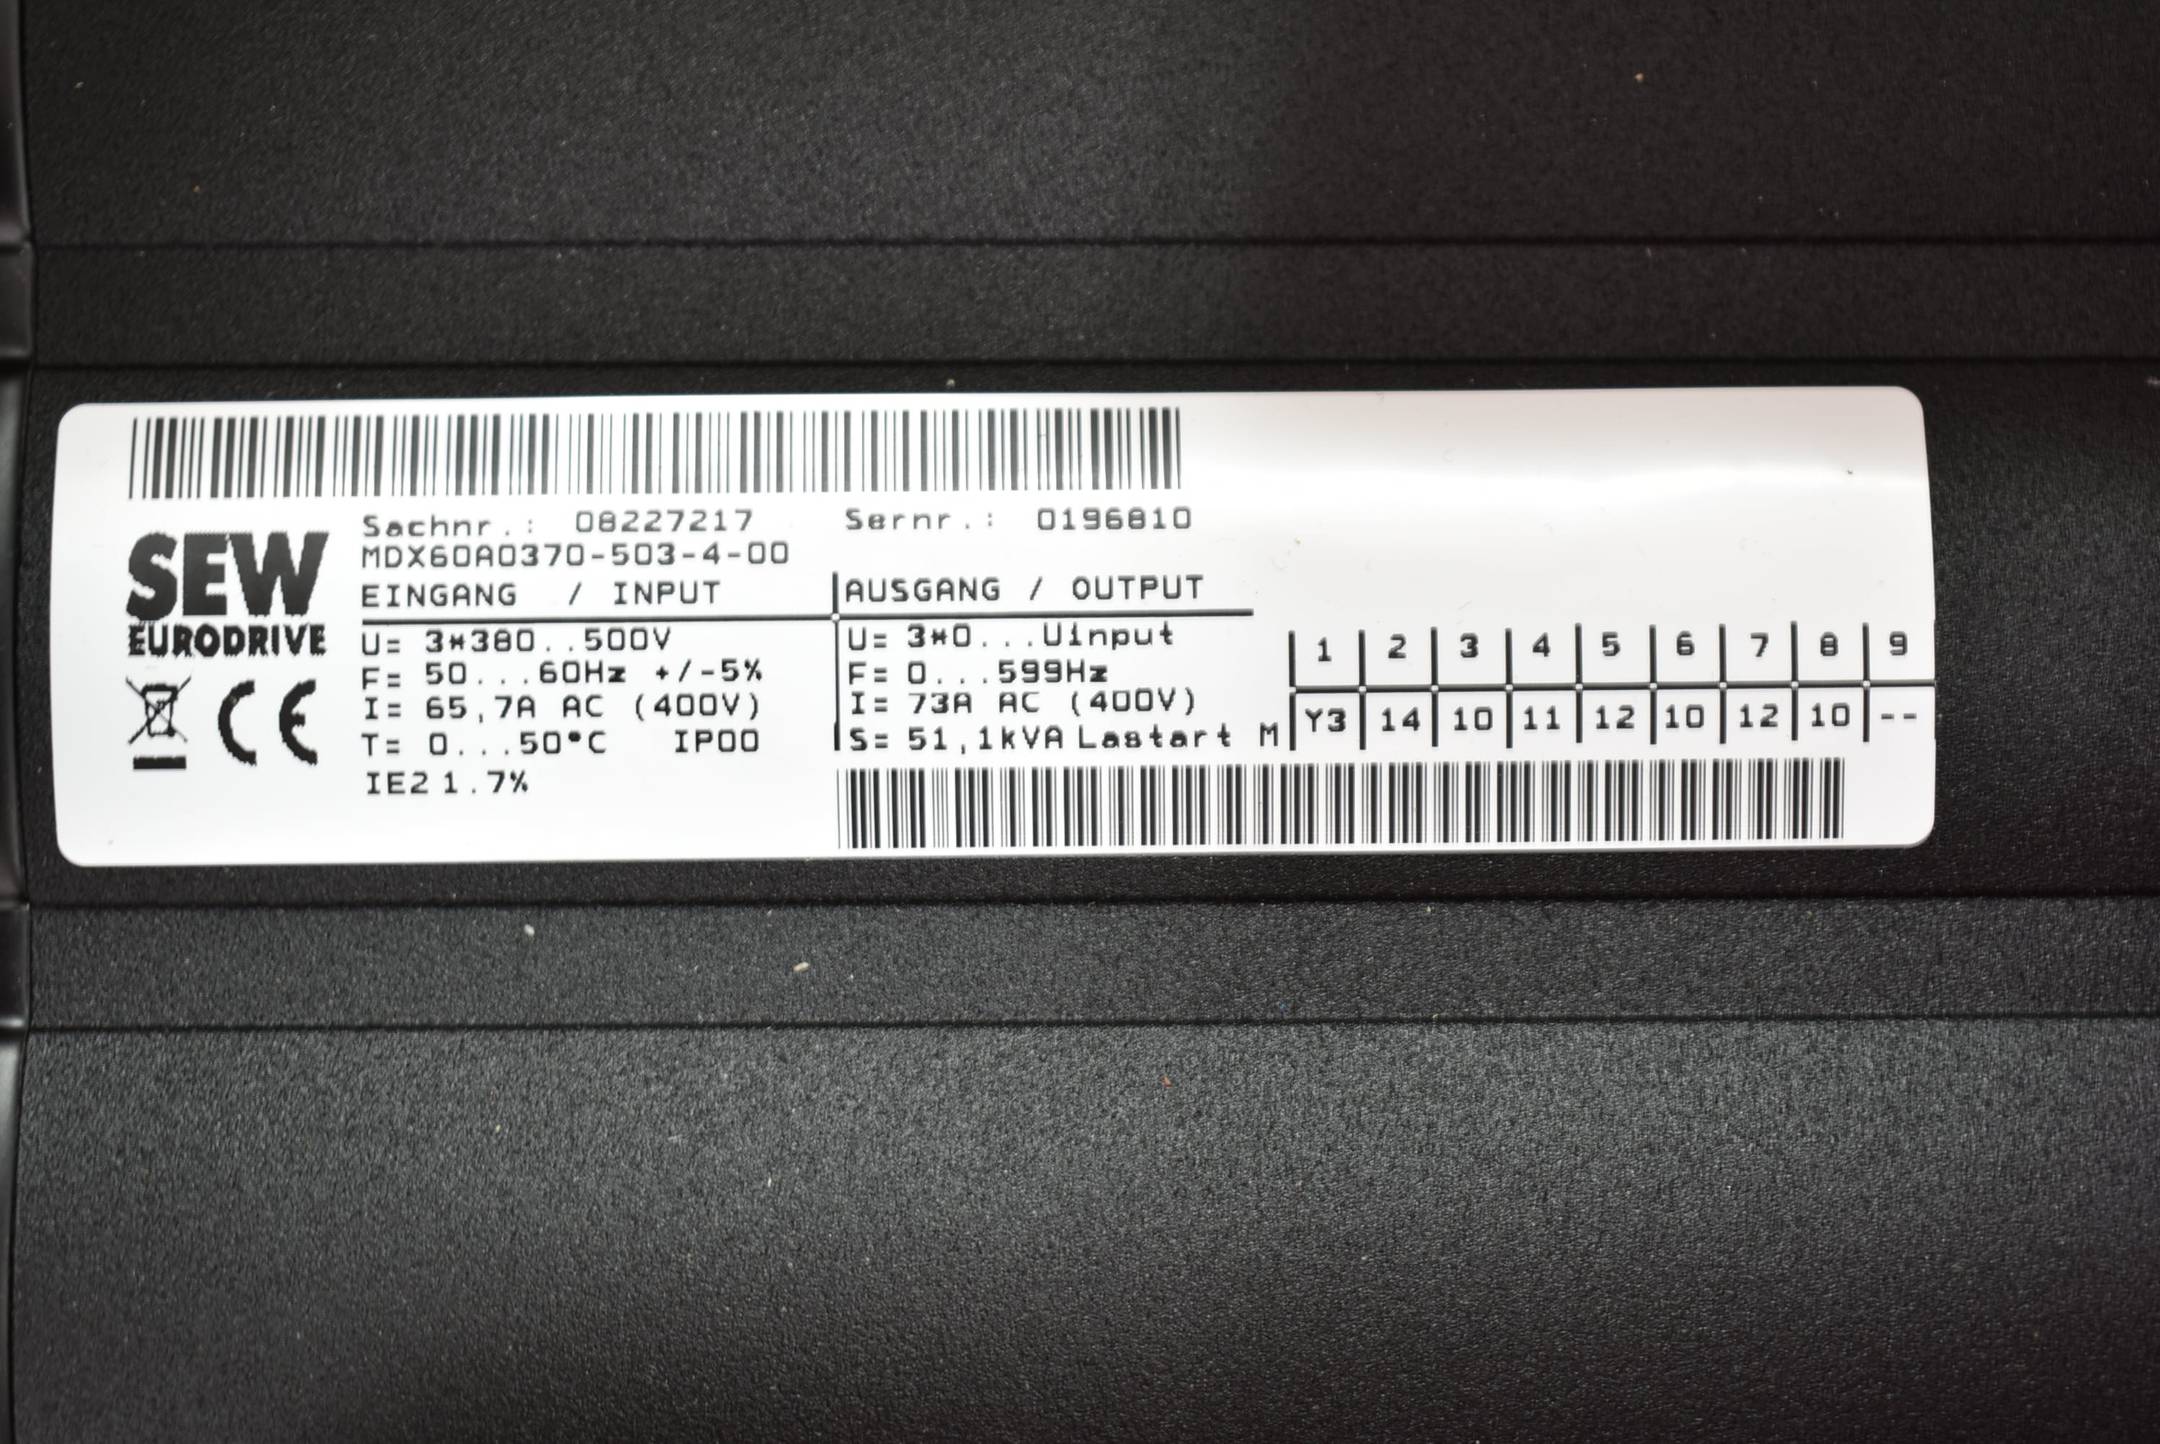 Sachnr.: 08227217 Sernr.: 0196810
MDX60A0370-503-4-00
SEW
EURODRIVE
CE
EINGANG / INPUT
U= 3*380..500V
F= 50...60Hz +/-5%
I= 65,7A AC (400V)
T= 0...50°C IP00
IE2 1.7%
AUSGANG / OUTPUT
U= 3*0...Uinput
F= 0...599Hz
I= 73A AC (400V)
S= 51,1kVA Lastart M
1 2 3 4 5 6 7 8 9
Y3 14 10 11 12 10 12 10 --